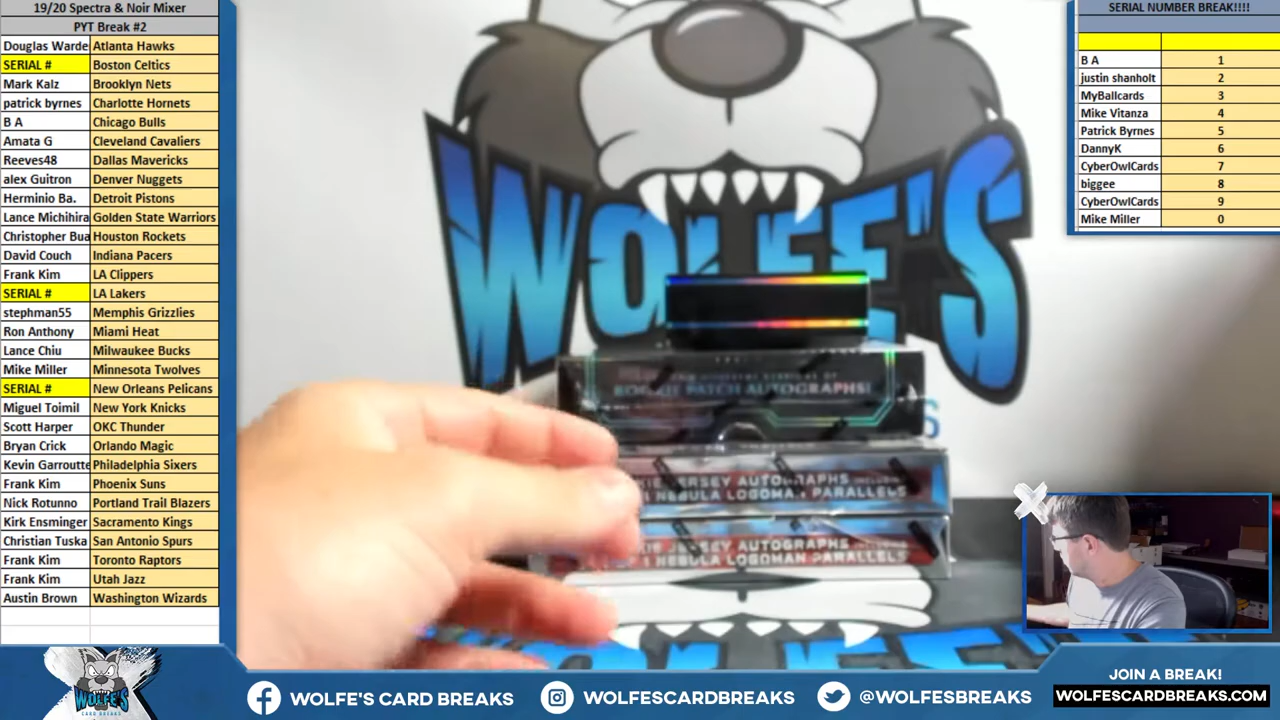 19/20 Spectra & Noir Mixer
PYT Break #2
Douglas Warde Atlanta Hawks
SERIAL # Boston Celtics
Mark Kalz Brooklyn Nets
patrick byrnes Charlotte Hornets
B A Chicago Bulls
Amata G Cleveland Cavaliers
Reeves48 Dallas Mavericks
alex Guitron Denver Nuggets
Herminio Ba. Detroit Pistons
Lance Michihira Golden State Warriors
Christopher Bua Houston Rockets
David Couch Indiana Pacers
Frank Kim LA Clippers
SERIAL # LA Lakers
stephman55 Memphis Grizzlies
Ron Anthony Miami Heat
Lance Chiu Milwaukee Bucks
Mike Miller Minnesota Twolves
SERIAL # New Orleans Pelicans
Miguel Toimil New York Knicks
Scott Harper OKC Thunder
Bryan Crick Orlando Magic
Kevin Garroutte Philadelphia Sixers
Frank Kim Phoenix Suns
Nick Rotunno Portland Trail Blazers
Kirk Ensminger Sacramento Kings
Christian Tuska San Antonio Spurs
Frank Kim Toronto Raptors
Frank Kim Utah Jazz
Austin Brown Washington Wizards
WOLFE'S
ROOKIE PATCH AUTOGRAPHS!
JERSEY AUTOGRAPHS
NEBULA LOGOMAN PARALLELS
JERSEY AUTOGRAPHS
LOGOMAN PARALLELS
SERIAL NUMBER BREAK!!!!
B A 1
justin shanholt 2
MyBallcards 3
Mike Vitanza 4
Patrick Byrnes 5
DannyK 6
CyberOwlCards 7
biggee 8
CyberOwlCards 9
Mike Miller 0
WOLFE'S
CARD BREAKS
WOLFE'S CARD BREAKS
WOLFESCARDBREAKS
@WOLFESBREAKS
JOIN A BREAK!
WOLFESCARDBREAKS.COM